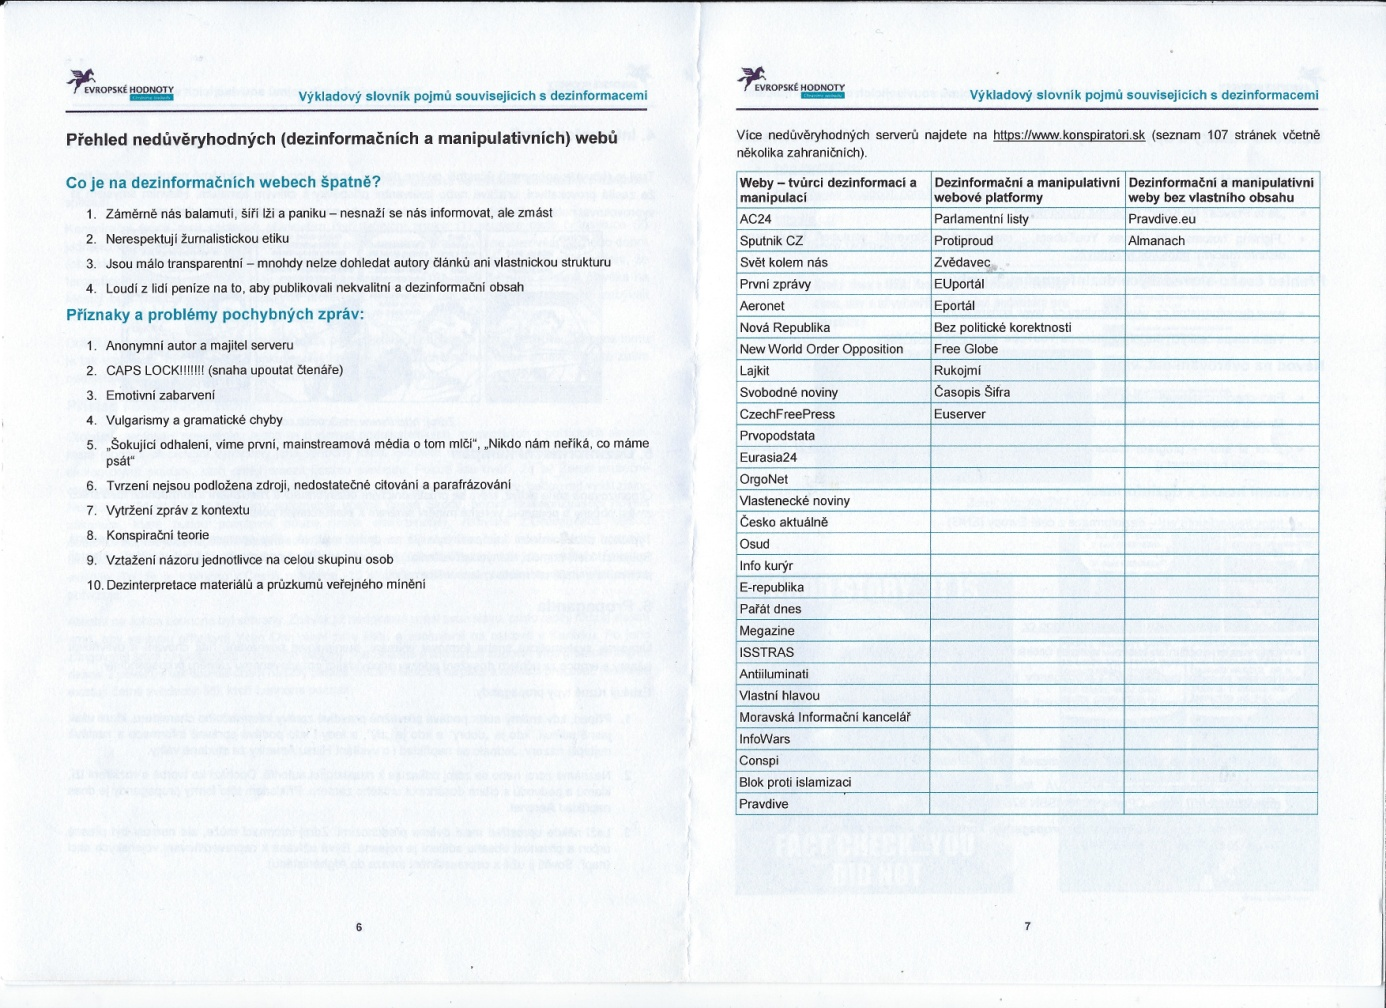 EVROPSKÉ HODNOTY
Výkladový slovník pojmů souvisejících s dezinformacemi
Přehled nedůvěryhodných (dezinformačních a manipulativních) webů
Co je na dezinformačních webech špatně?
1. Záměrně nás balamutí, šíří lži a paniku – nesnaží se nás informovat, ale zmást
2. Nerespektují žurnalistickou etiku
3. Jsou málo transparentní – mnohdy nelze dohledat autory článků ani vlastnickou strukturu
4. Loudí z lidí peníze na to, aby publikovali nekvalitní a dezinformační obsah
Příznaky a problémy pochybných zpráv:
1. Anonymní autor a majitel serveru
2. CAPS LOCK!!!!!!! (snaha upoutat čtenáře)
3. Emotivní zabarvení
4. Vulgarismy a gramatické chyby
5. „Šokující odhalení, víme první, mainstreamová média o tom mlčí“, „Nikdo nám neříká, co máme
psát“
6. Tvrzení nejsou podložena zdroji, nedostatečné citování a parafrázování
7. Vytržení zpráv z kontextu
8. Konspirační teorie
9. Vztažení názoru jednotlivce na celou skupinu osob
10. Dezinterpretace materiálů a průzkumů veřejného mínění
6
EVROPSKÉ HODNOTY
Výkladový slovník pojmů souvisejících s dezinformacemi
Více nedůvěryhodných serverů najdete na https://www.konspiratori.sk (seznam 107 stránek včetně
několika zahraničních).
Weby – tvůrci dezinformací a Dezinformační a manipulativní Dezinformační a manipulativní
manipulací webové platformy weby bez vlastního obsahu
AC24 Parlamentní listy Pravdive.eu
Sputnik CZ Protiproud Almanach
Svět kolem nás Zvědavec
První zprávy EUportál
Aeronet Eportál
Nová Republika Bez politické korektnosti
New World Order Opposition Free Globe
Lajkit Rukojmí
Svobodné noviny Časopis Šifra
CzechFreePress Euserver
Prvopodstata
Eurasia24
OrgoNet
Vlastenecké noviny
Česko aktuálně
Osud
Info kurýr
E-republika
Pařát dnes
Megazine
ISSTRAS
Antiiluminati
Vlastní hlavou
Moravská Informační kancelář
InfoWars
Conspi
Blok proti islamizaci
Pravdive
7